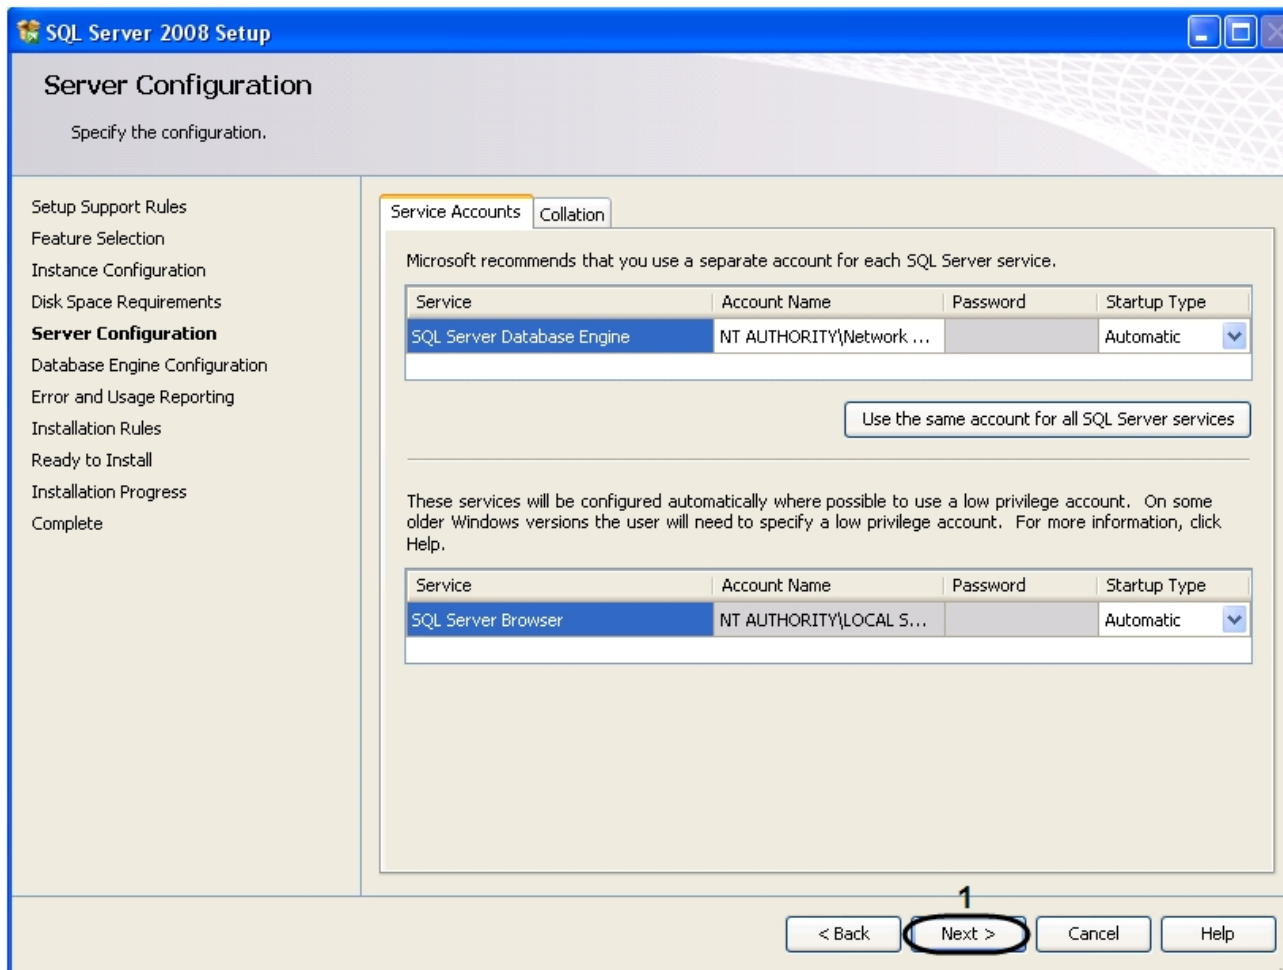 SQL Server 2008 Setup
Server Configuration
Specify the configuration.
Setup Support Rules
Feature Selection
Instance Configuration
Disk Space Requirements
Server Configuration
Database Engine Configuration
Error and Usage Reporting
Installation Rules
Ready to Install
Installation Progress
Complete
Service Accounts Collation
Microsoft recommends that you use a separate account for each SQL Server service.
Service Account Name Password Startup Type
SQL Server Database Engine NT AUTHORITY\Network ... Automatic
Use the same account for all SQL Server services
These services will be configured automatically where possible to use a low privilege account. On some
older Windows versions the user will need to specify a low privilege account. For more information, click
Help.
Service Account Name Password Startup Type
SQL Server Browser NT AUTHORITY\LOCAL S... Automatic
1
< Back Next > Cancel Help